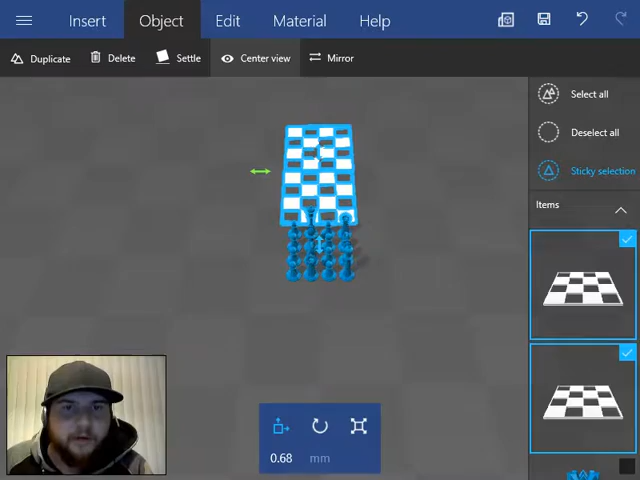 Insert Object Edit Material Help
Duplicate Delete Settle Center view Mirror
Select all
Deselect all
Sticky selection
Items
0.68 mm